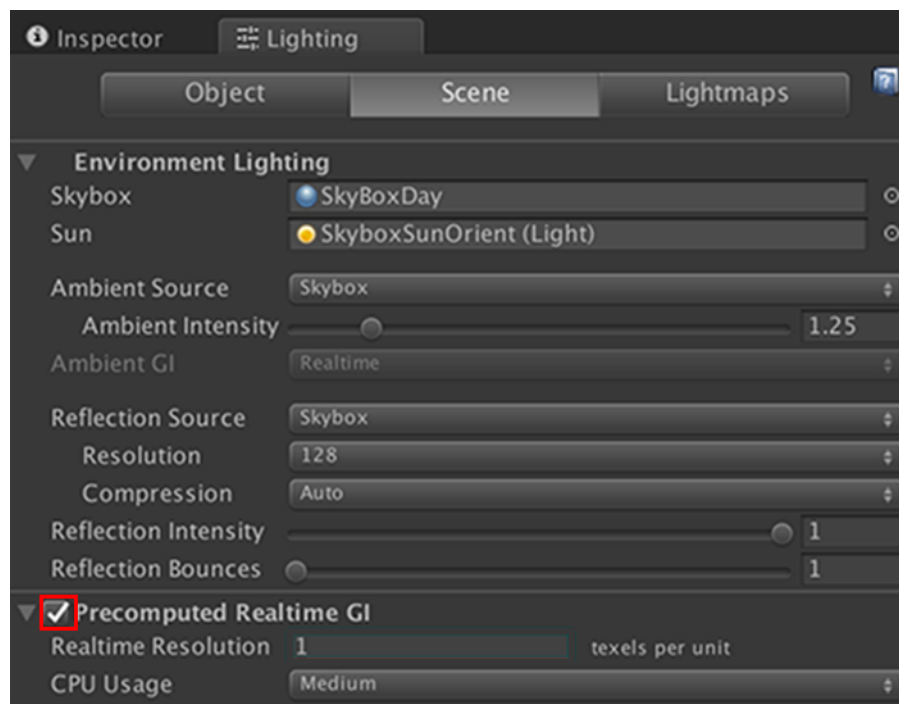 Inspector Lighting
Object Scene Lightmaps
Environment Lighting
Skybox SkyBoxDay
Sun SkyboxSunOrient (Light)
Ambient Source Skybox
Ambient Intensity 1.25
Ambient GI Realtime
Reflection Source Skybox
Resolution 128
Compression Auto
Reflection Intensity 1
Reflection Bounces 1
Precomputed Realtime GI
Realtime Resolution 1 texels per unit
CPU Usage Medium